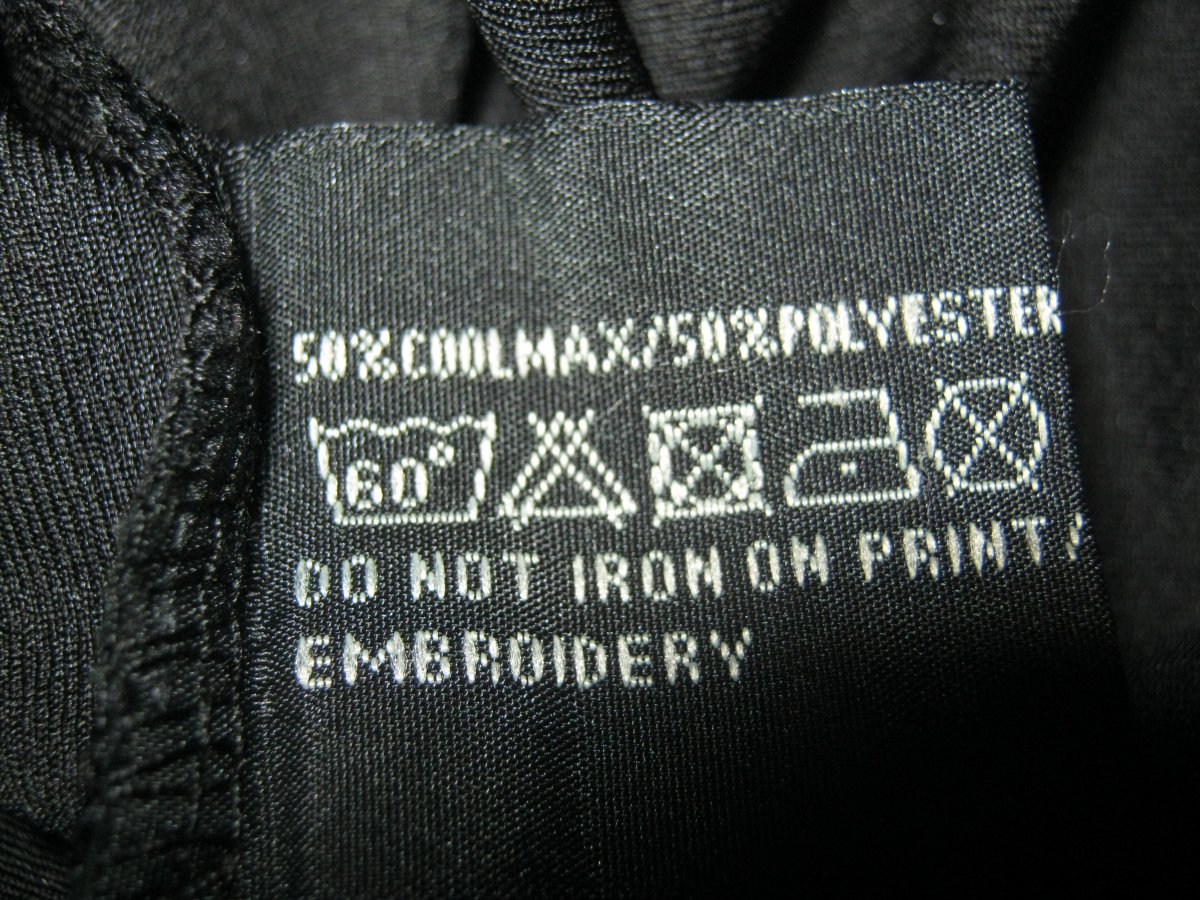 50%COOLMAX/50%POLYESTER
60°
DO NOT IRON ON PRINT/
EMBROIDERY